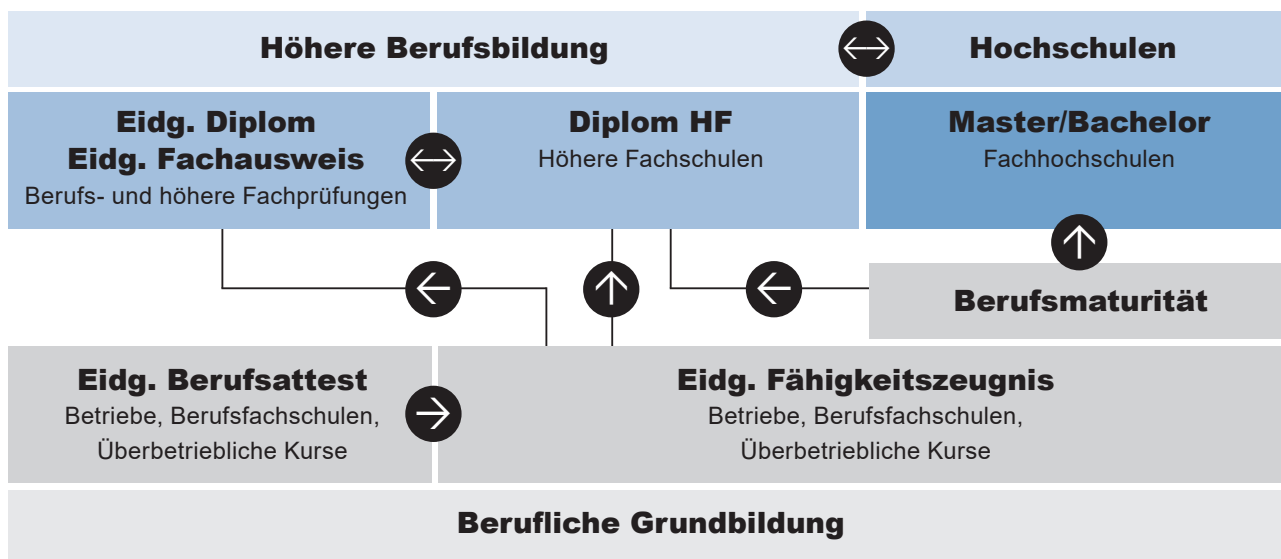 Höhere Berufsbildung
Hochschulen
Eidg. Diplom
Eidg. Fachausweis
Berufs- und höhere Fachprüfungen
Diplom HF
Höhere Fachschulen
Master/Bachelor
Fachhochschulen
Berufsmaturität
Eidg. Berufsattest
Betriebe, Berufsfachschulen,
Überbetriebliche Kurse
Eidg. Fähigkeitszeugnis
Betriebe, Berufsfachschulen,
Überbetriebliche Kurse
Berufliche Grundbildung